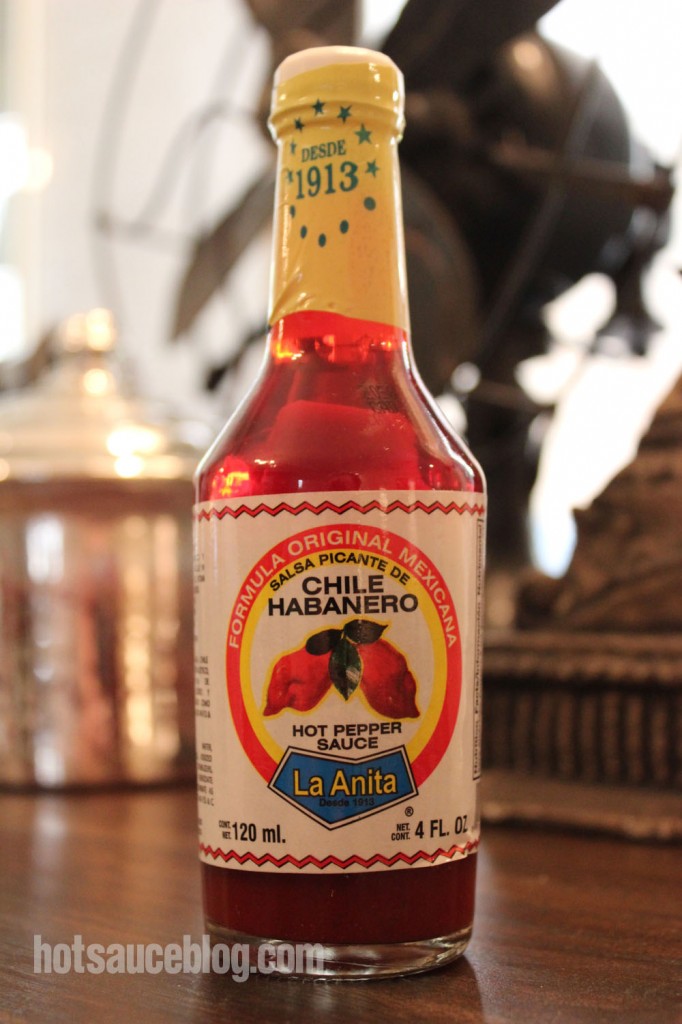 DESDE
1913
FORMULA ORIGINAL MEXICANA
SALSA PICANTE DE
CHILE
HABANERO
HOT PEPPER
SAUCE
La Anita
Desde 1913
®
CONT. NET. 120 ml.
NET. CONT. 4 FL. OZ
hotsauceblog.com